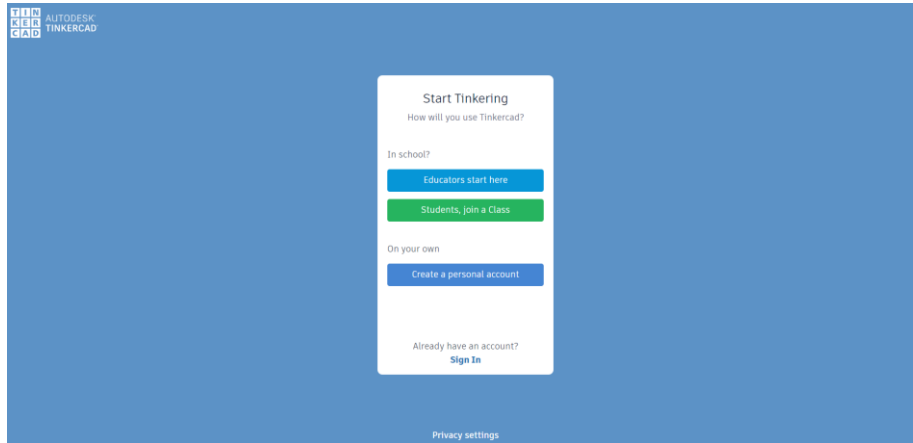 TIN
KER
CAD
AUTODESK
TINKERCAD
Start Tinkering
How will you use Tinkercad?
In school?
Educators start here
Students, join a Class
On your own
Create a personal account
Already have an account?
Sign In
Privacy settings